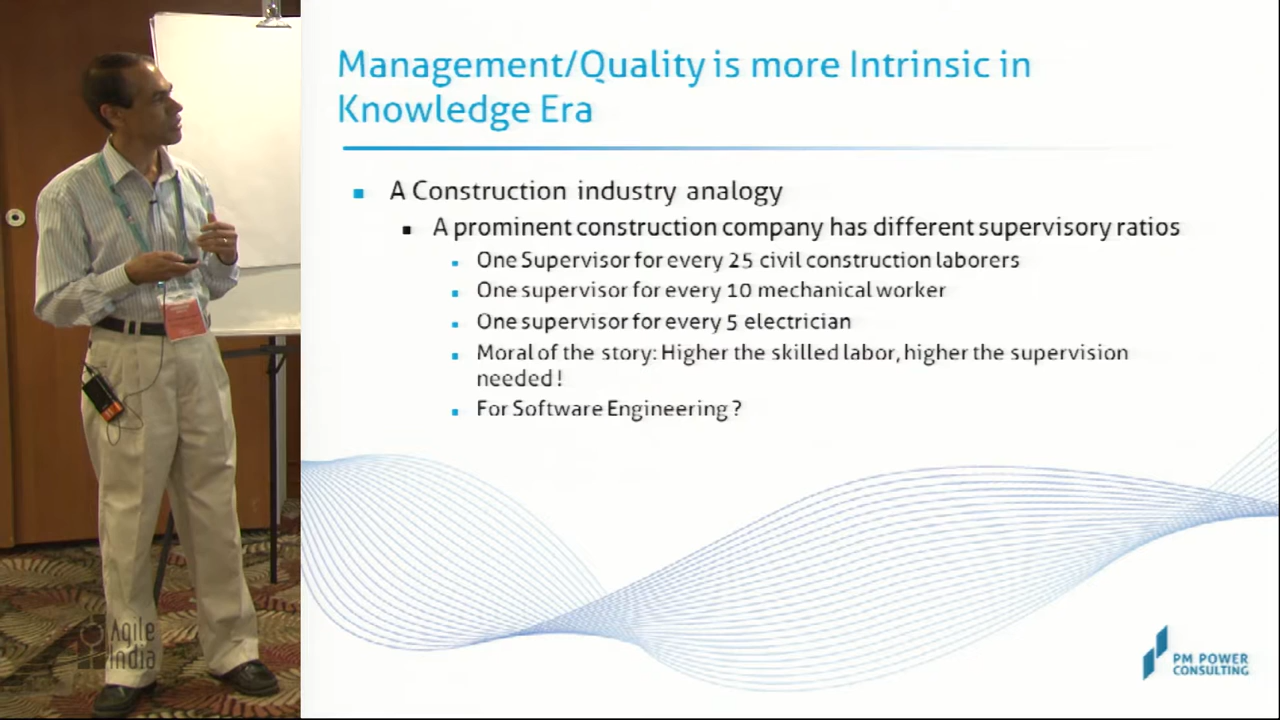 Management/Quality is more Intrinsic in
Knowledge Era
A Construction industry analogy
A prominent construction company has different supervisory ratios
One Supervisor for every 25 civil construction laborers
One supervisor for every 10 mechanical worker
One supervisor for every 5 electrician
Moral of the story: Higher the skilled labor, higher the supervision
needed!
For Software Engineering?
Agile
India
PM POWER
CONSULTING